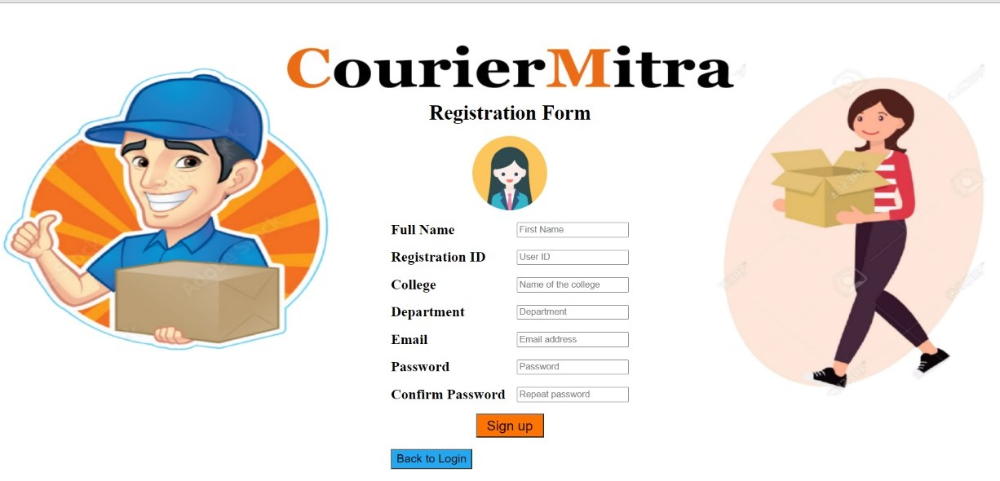 CourierMitra
Registration Form
Full Name First Name
Registration ID User ID
College Name of the college
Department Department
Email Email address
Password Password
Confirm Password Repeat password
Sign up
Back to Login